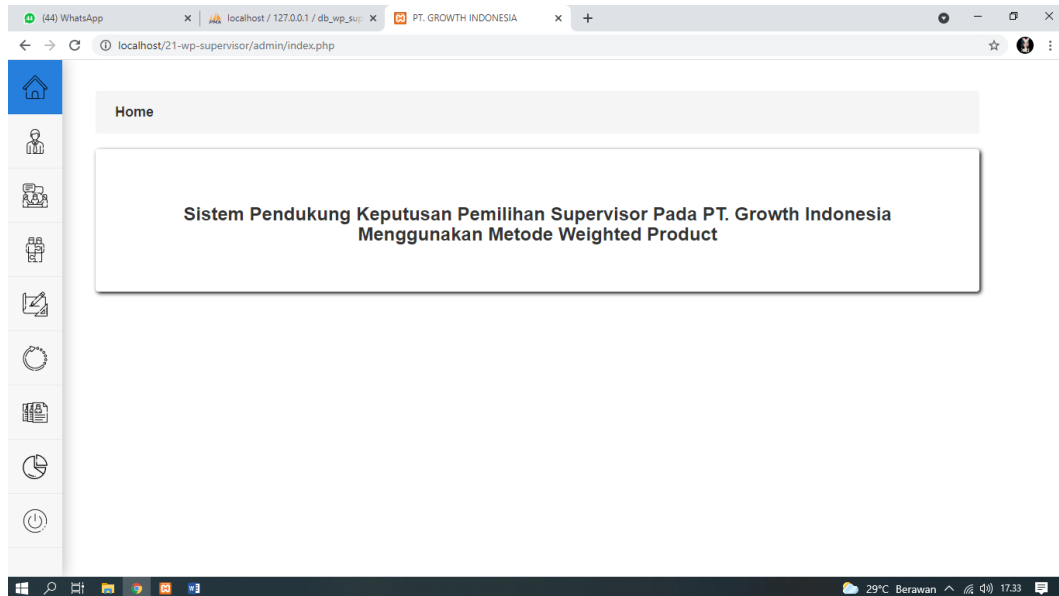 (44) WhatsApp
localhost / 127.0.0.1 / db_wp_sup
PT. GROWTH INDONESIA
localhost/21-wp-supervisor/admin/index.php
Home
Sistem Pendukung Keputusan Pemilihan Supervisor Pada PT. Growth Indonesia
Menggunakan Metode Weighted Product
29°C Berawan
17.33